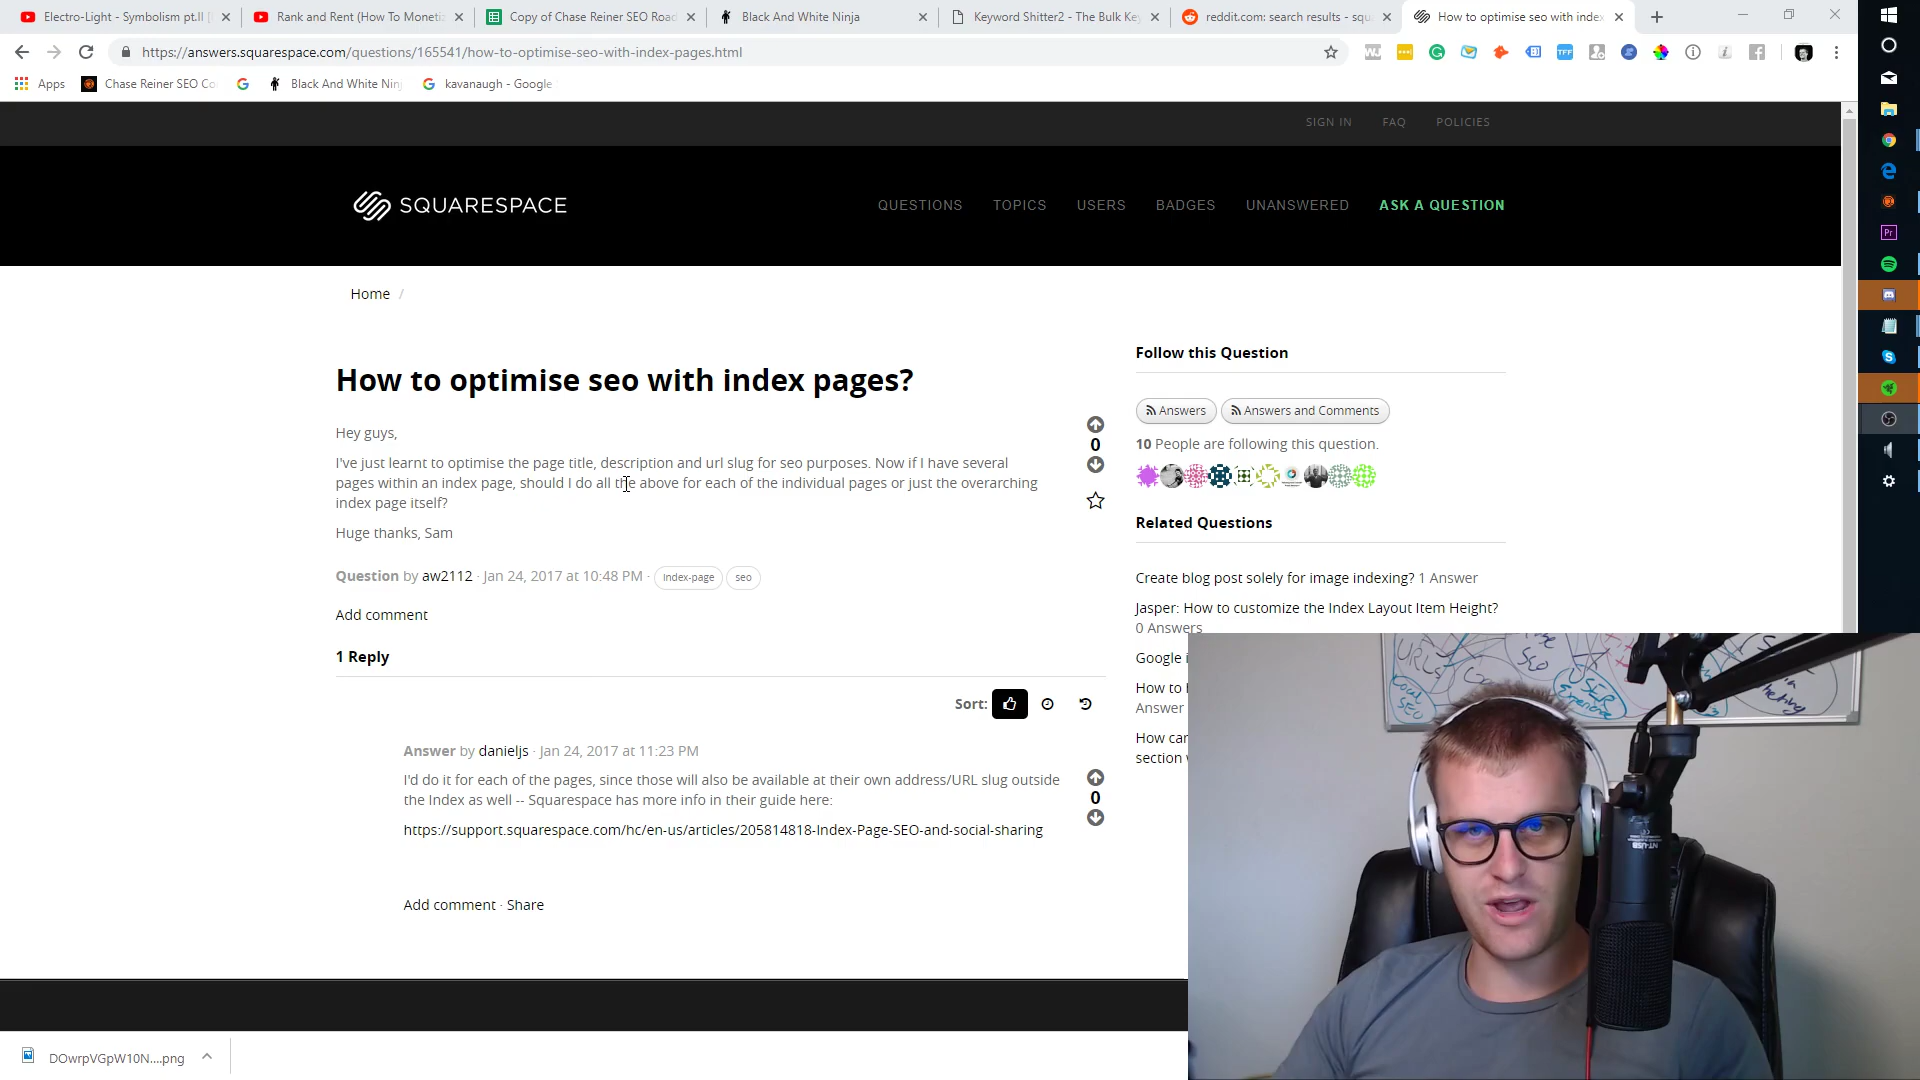 Electro-Light - Symbolism pt.II
Rank and Rent (How To Moneti
Copy of Chase Reiner SEO Road
Black And White Ninja
Keyword Shitter2 - The Bulk Ke
reddit.com: search results - squ
How to optimise seo with index
https://answers.squarespace.com/questions/165541/how-to-optimise-seo-with-index-pages.html
Apps
Chase Reiner SEO Co
Black And White Nin
kavanaugh - Google
SIGN IN
FAQ
POLICIES
SQUARESPACE
QUESTIONS
TOPICS
USERS
BADGES
UNANSWERED
ASK A QUESTION
Home /
How to optimise seo with index pages?
Hey guys,
I've just learnt to optimise the page title, description and url slug for seo purposes. Now if I have several
pages within an index page, should I do all the above for each of the individual pages or just the overarching
index page itself?
Huge thanks, Sam
Question by aw2112 · Jan 24, 2017 at 10:48 PM · Index-page seo
Add comment
0
1 Reply
Sort:
Answer by danieljs · Jan 24, 2017 at 11:23 PM
I'd do it for each of the pages, since those will also be available at their own address/URL slug outside
the Index as well -- Squarespace has more info in their guide here:
https://support.squarespace.com/hc/en-us/articles/205814818-Index-Page-SEO-and-social-sharing
0
Add comment · Share
Follow this Question
Answers
Answers and Comments
10 People are following this question.
Related Questions
Create blog post solely for image indexing? 1 Answer
Jasper: How to customize the Index Layout Item Height?
0 Answers
Google i
How to
Answer
How can
section
URLs
SEO
Local
SEO
USER
Experience
NT-USB
Pr
DOwrpVGpW10N....png